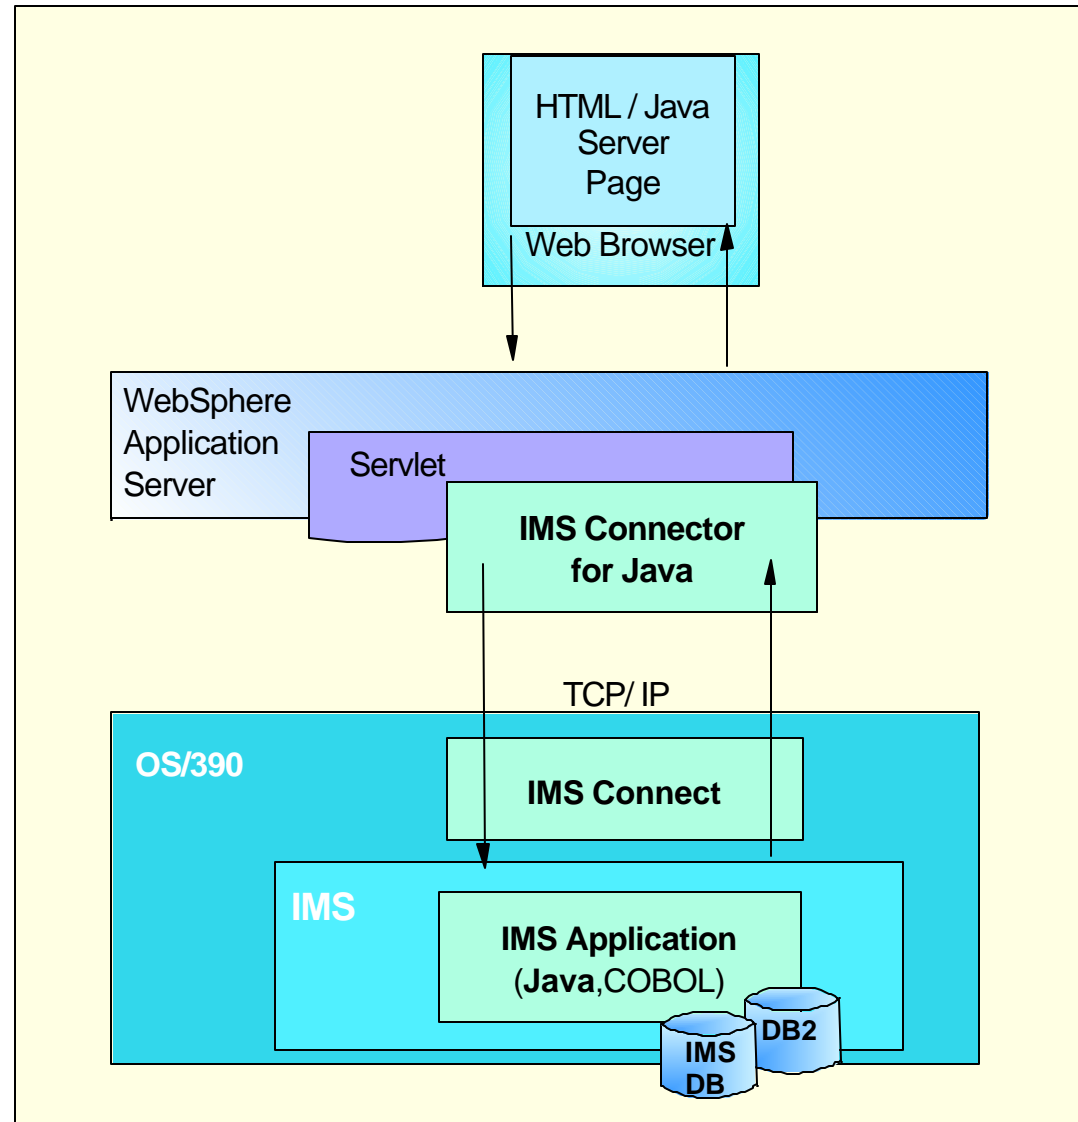 HTML / Java
Server
Page
Web Browser
WebSphere
Application
Server
Servlet
IMS Connector
for Java
TCP/ IP
OS/390
IMS Connect
IMS
IMS Application
(Java,COBOL)
DB2
IMS
DB